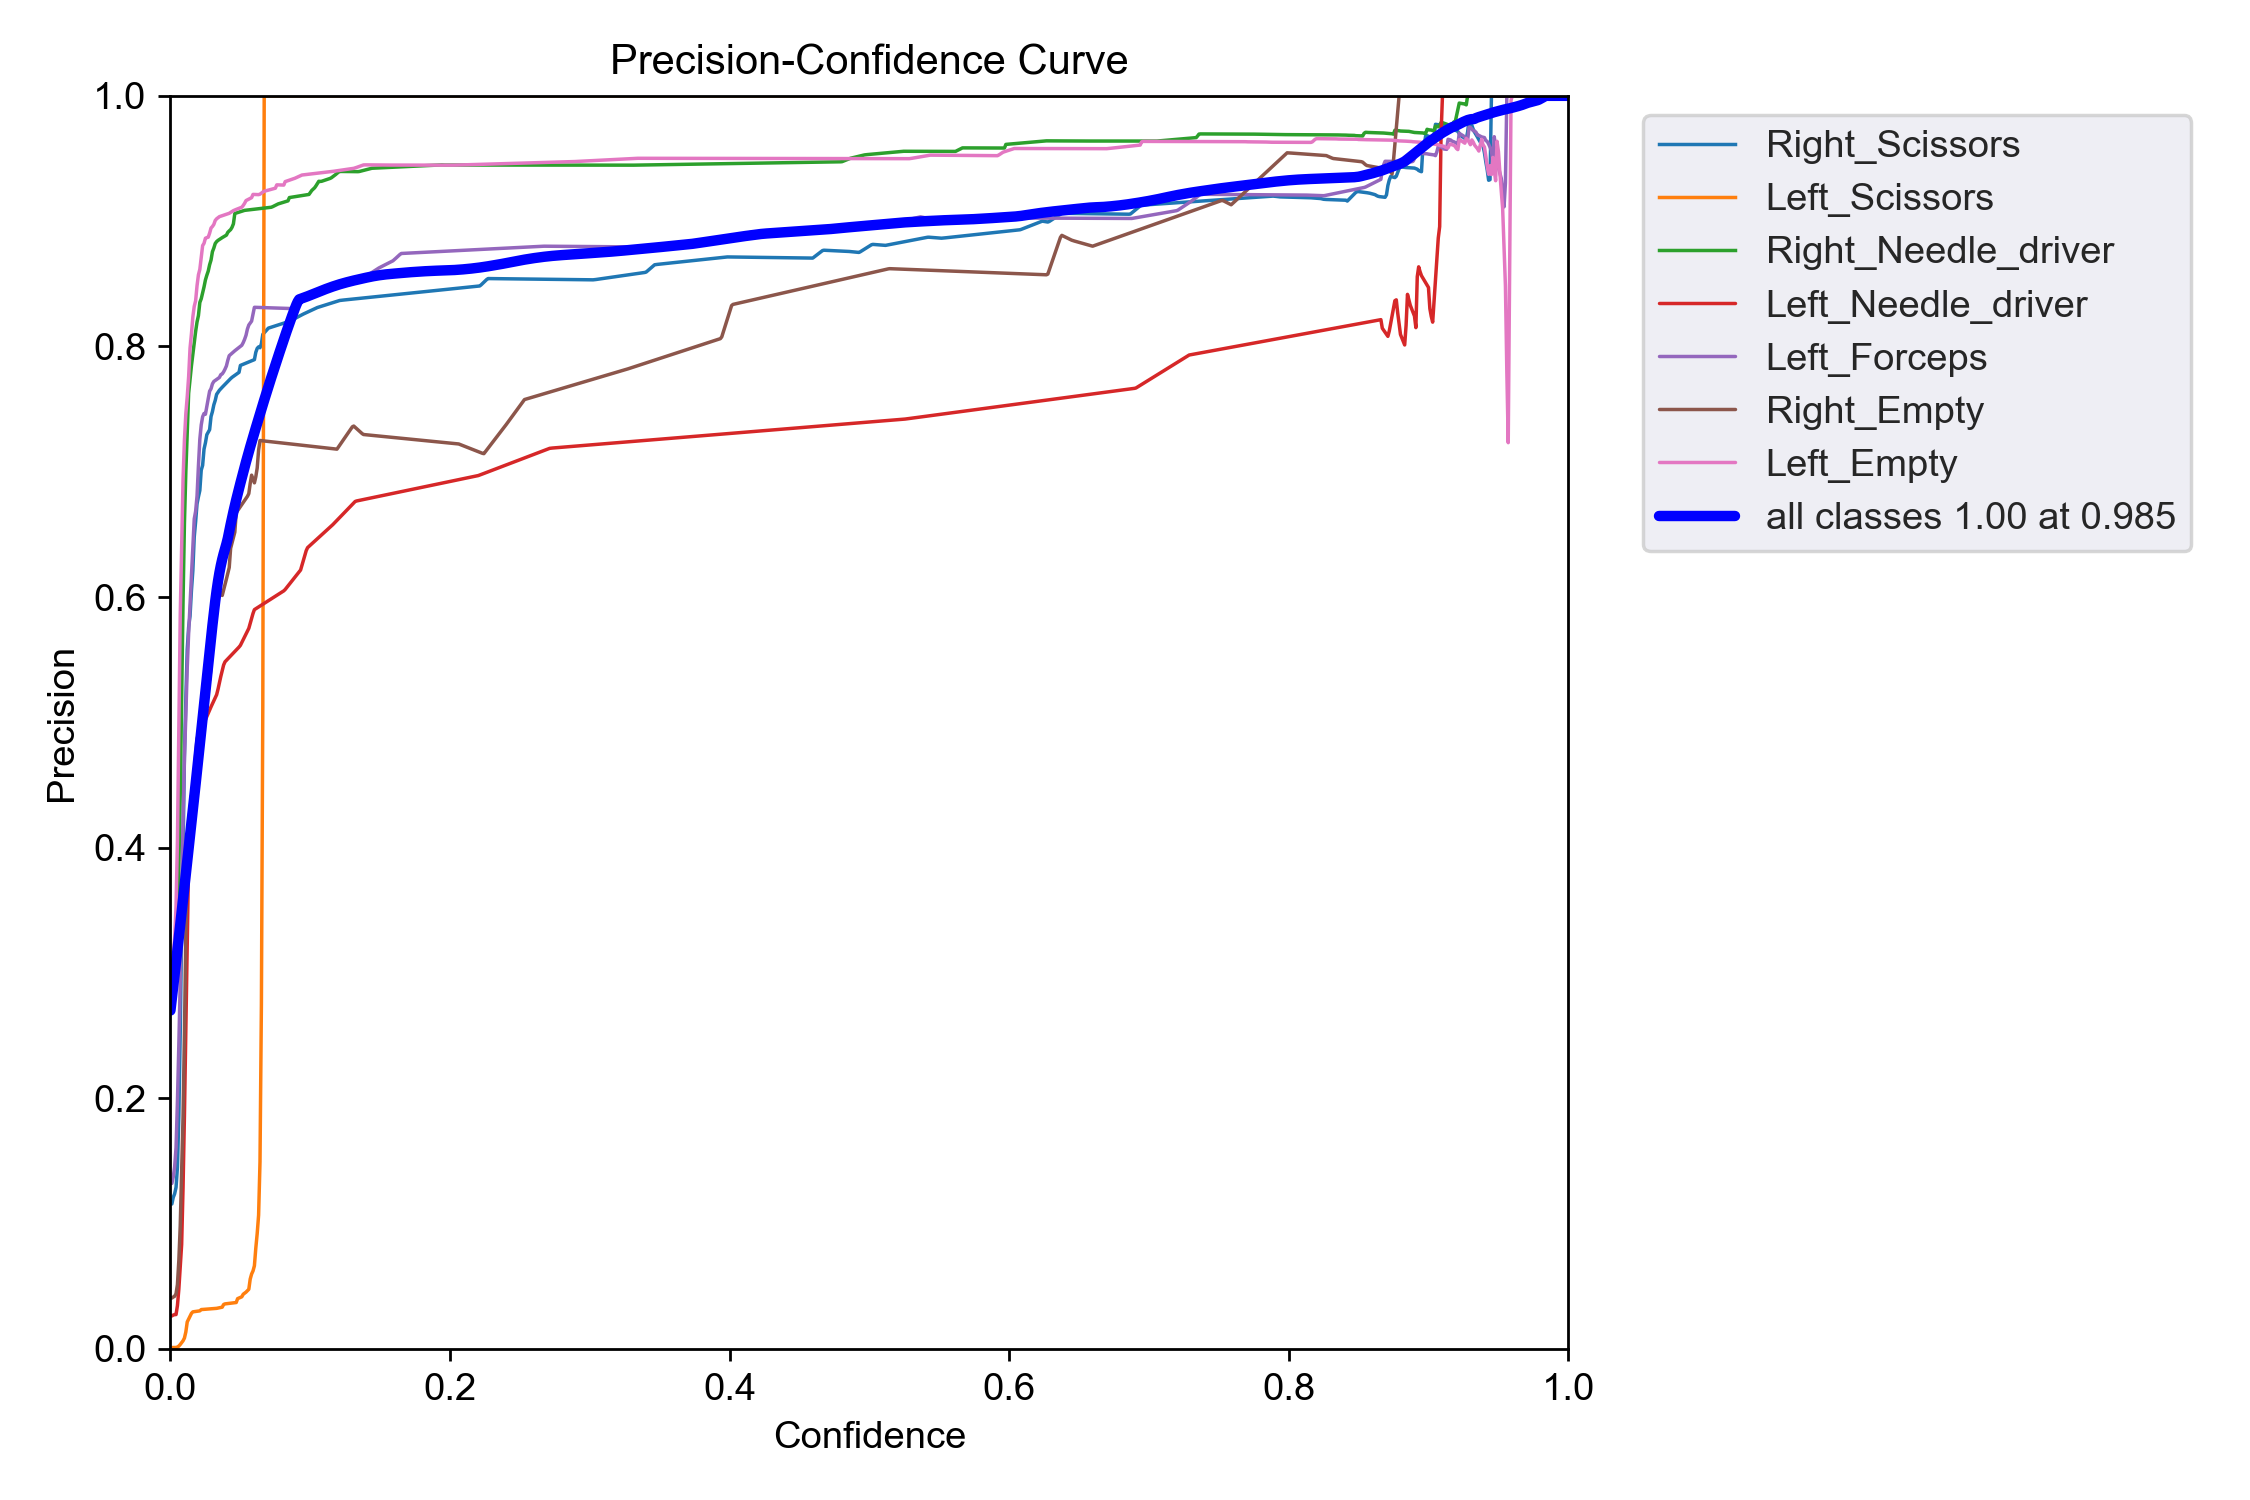 Precision-Confidence Curve
1.0
0.8
0.6
0.4
0.2
0.0
Precision
0.0 0.2 0.4 0.6 0.8 1.0
Confidence
Right_Scissors
Left_Scissors
Right_Needle_driver
Left_Needle_driver
Left_Forceps
Right_Empty
Left_Empty
all classes 1.00 at 0.985